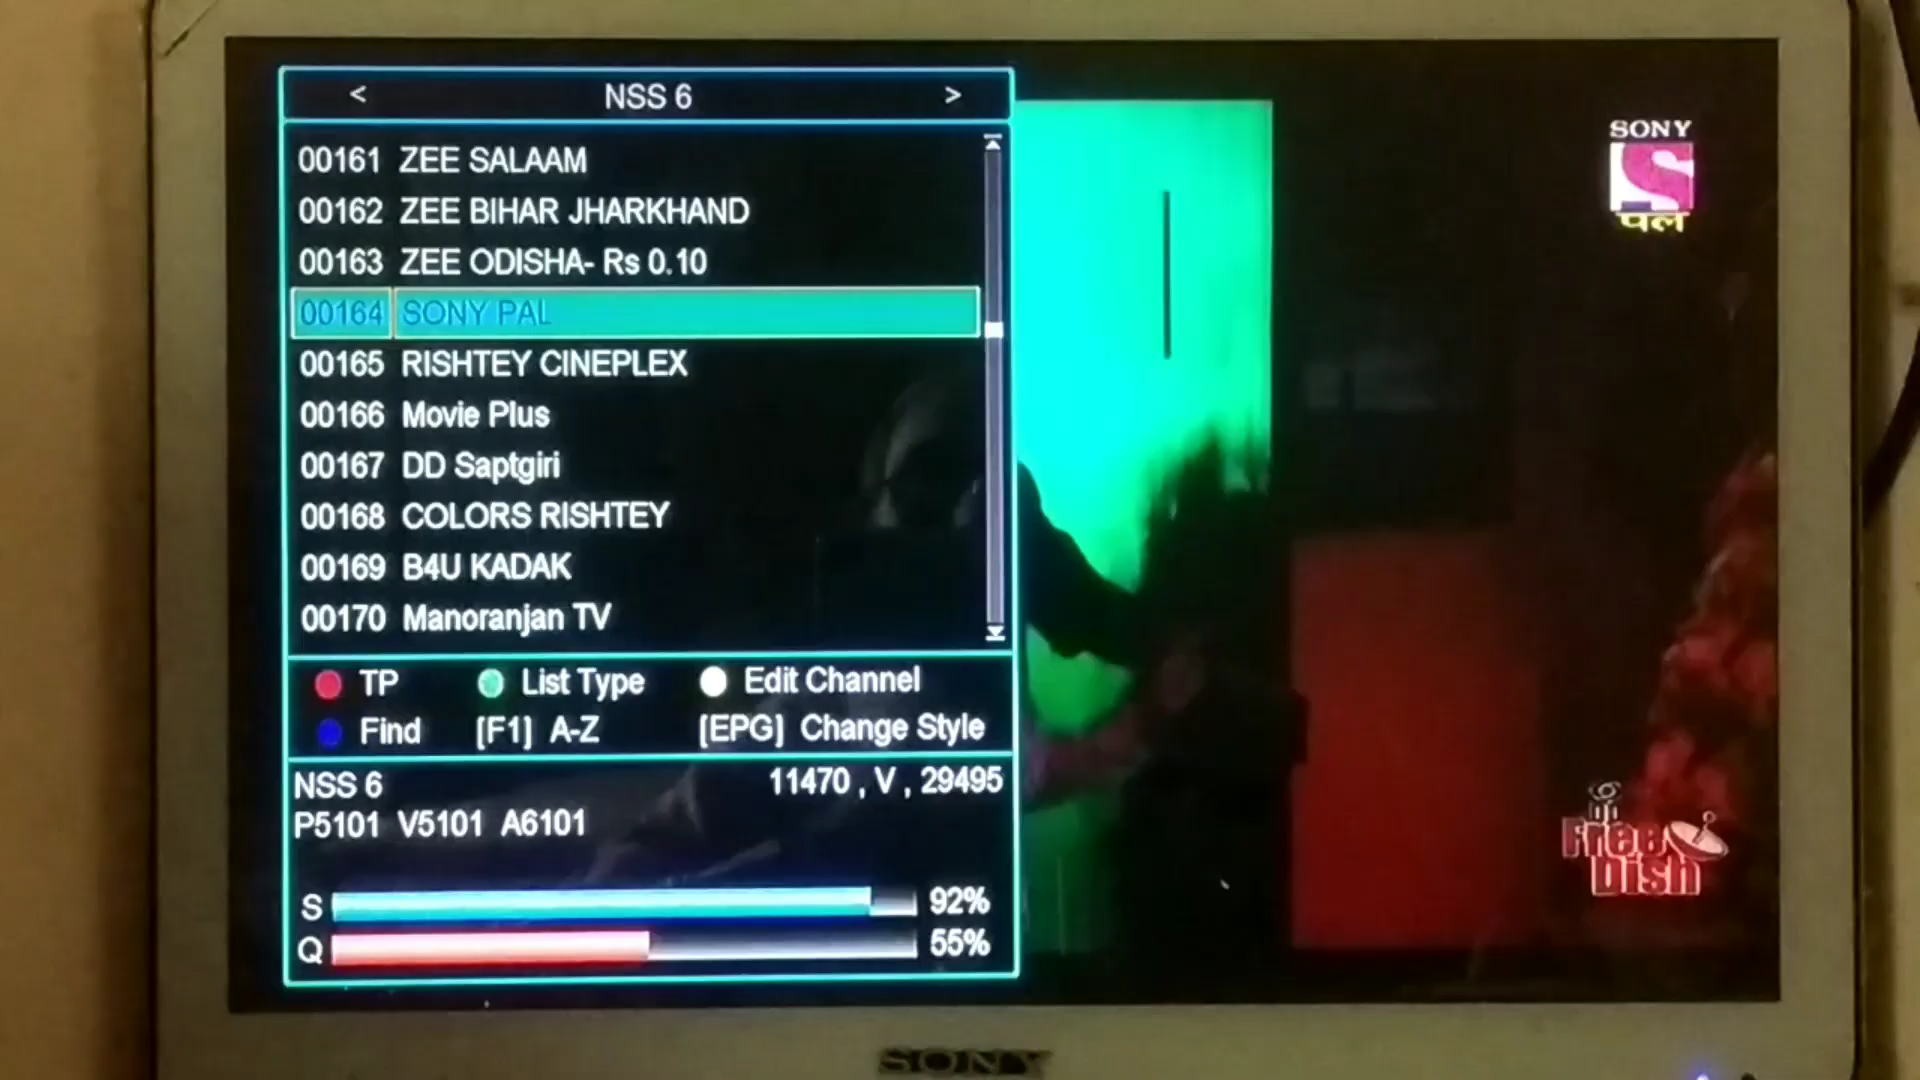 < NSS 6 >
00161 ZEE SALAAM
00162 ZEE BIHAR JHARKHAND
00163 ZEE ODISHA- Rs 0.10
00164 SONY PAL
00165 RISHTEY CINEPLEX
00166 Movie Plus
00167 DD Saptgiri
00168 COLORS RISHTEY
00169 B4U KADAK
00170 Manoranjan TV
TP List Type Edit Channel
Find [F1] A-Z [EPG] Change Style
NSS 6 11470 , V , 29495
P5101 V5101 A6101
S 92%
Q 55%
SONY
S
पल
Free
Dish
SONY